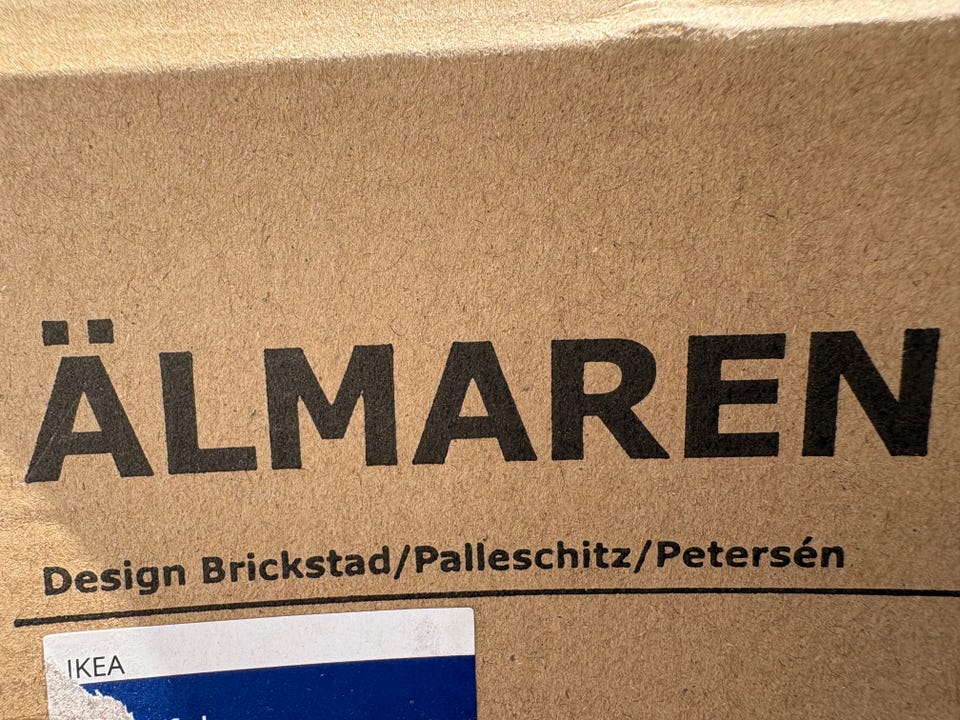 ÄLMAREN
Design Brickstad/Palleschitz/Petersén
IKEA